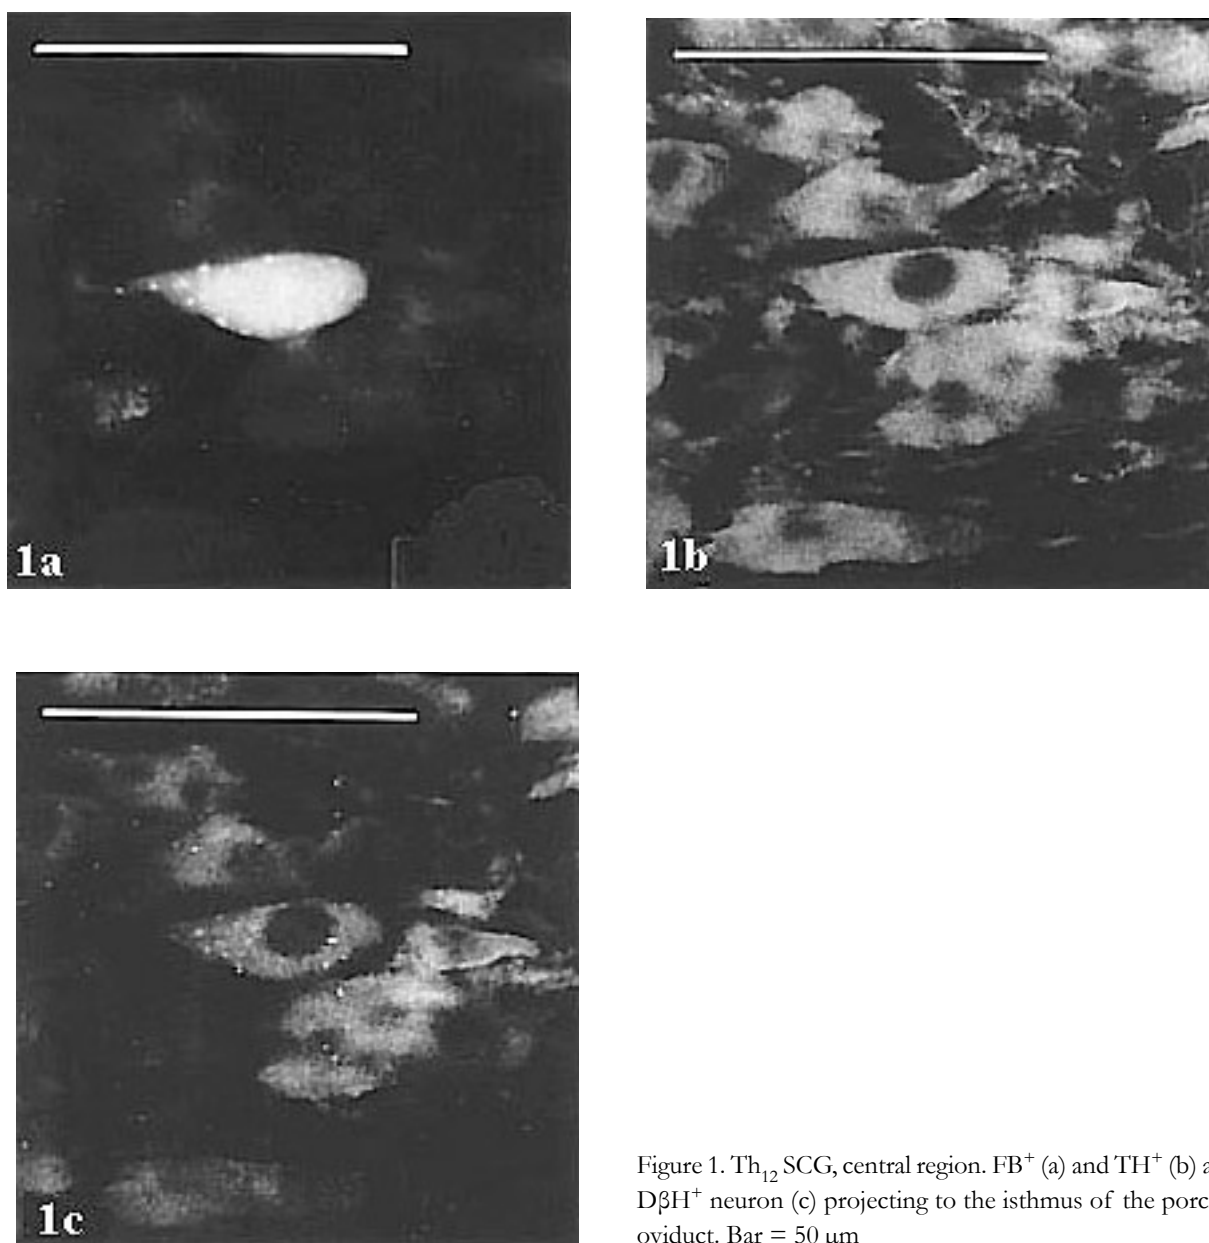 1a
1b
1c
Figure 1. Th12 SCG, central region. FB+ (a) and TH+ (b) a
DβH+ neuron (c) projecting to the isthmus of the porc
oviduct. Bar = 50 μm